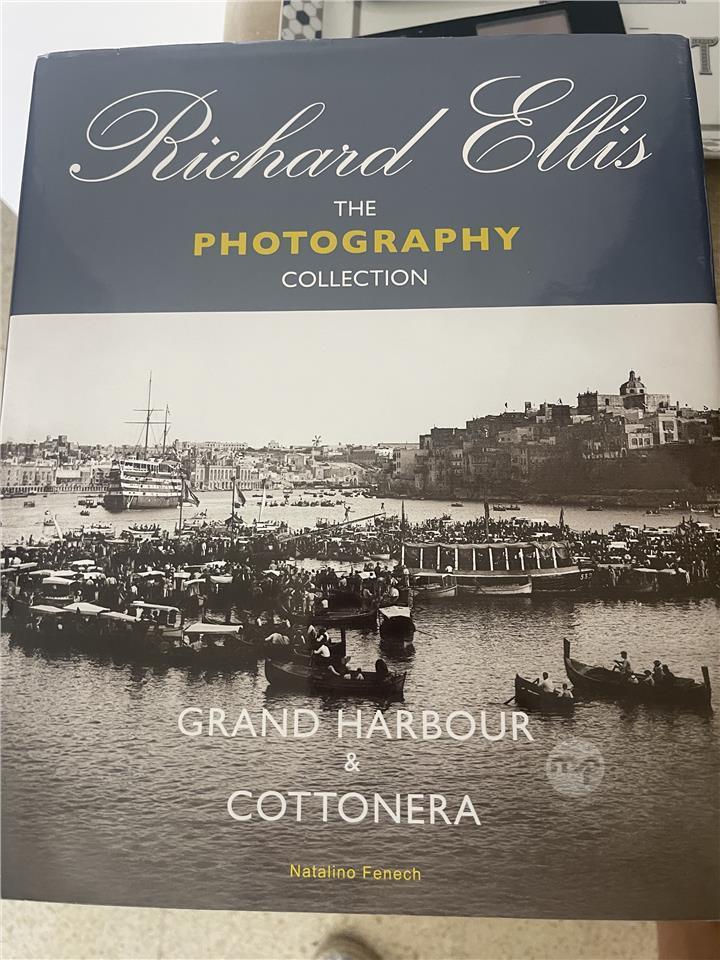 Richard Ellis
THE
PHOTOGRAPHY
COLLECTION
GRAND HARBOUR
&
COTTONERA
Natalino Fenech